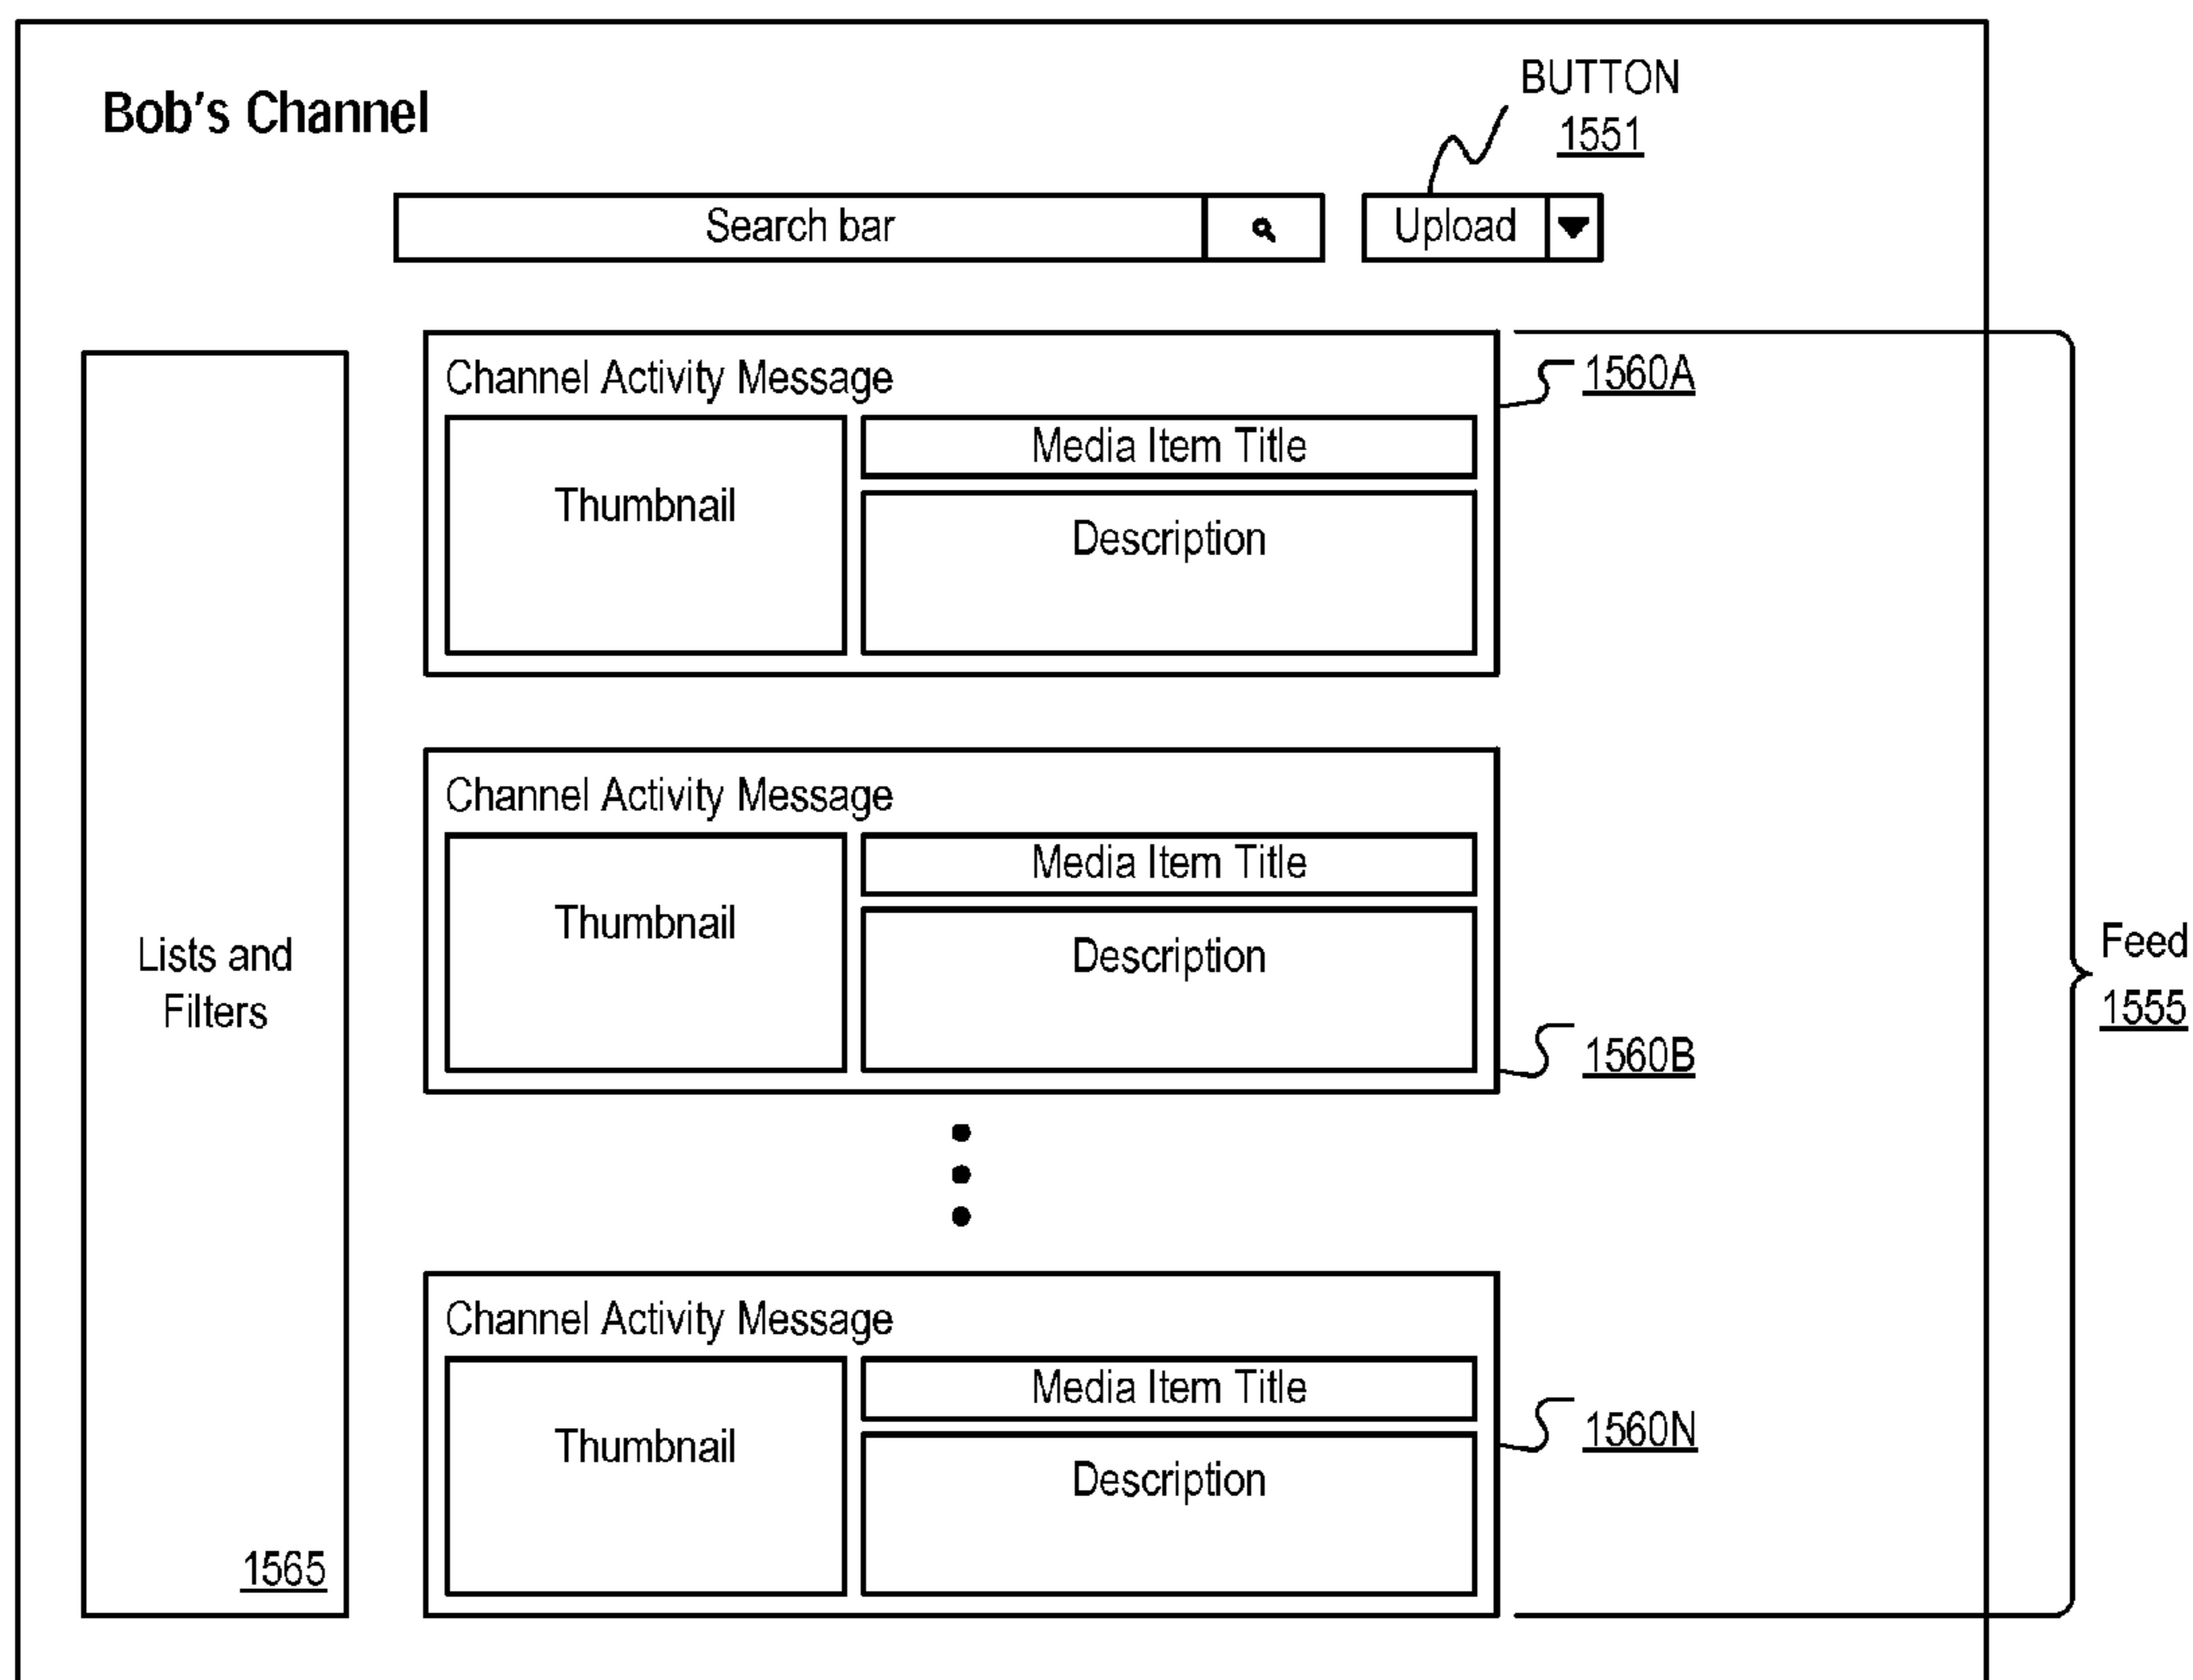 Bob's Channel
BUTTON
1551
Search bar
Upload
Channel Activity Message
1560A
Thumbnail
Media Item Title
Description
Channel Activity Message
Thumbnail
Media Item Title
Description
1560B
Lists and
Filters
1565
Feed
1555
Channel Activity Message
Thumbnail
Media Item Title
Description
1560N